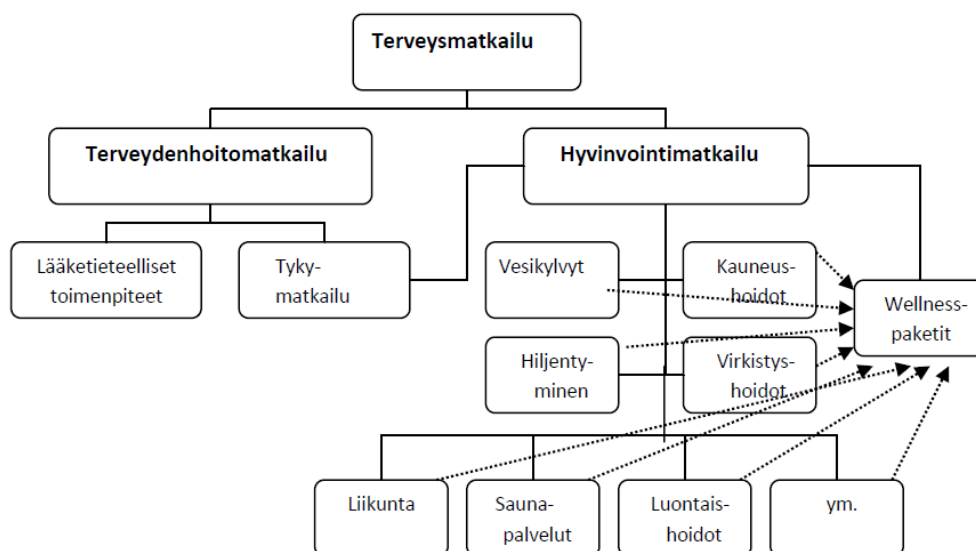 Terveysmatkailu
Terveydenhoitomatkailu
Hyvinvointimatkailu
Lääketieteelliset
toimenpiteet
Tyky-
matkailu
Vesikylvyt
Kauneus-
hoidot
Wellness-
paketit
Hiljenty-
minen
Virkistys-
hoidot
Liikunta
Sauna-
palvelut
Luontais-
hoidot
ym.